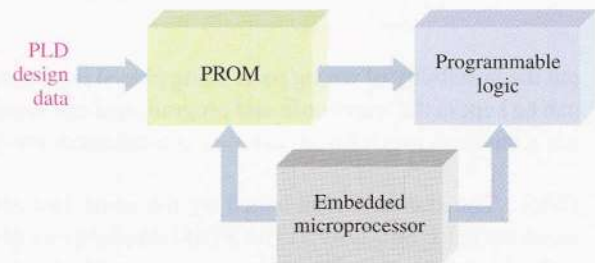 PLD
design
data
PROM
Programmable
logic
Embedded
microprocessor